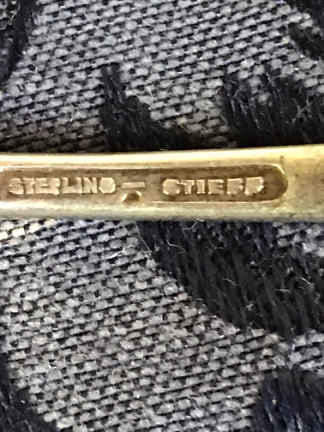 STERLING — STIEFF